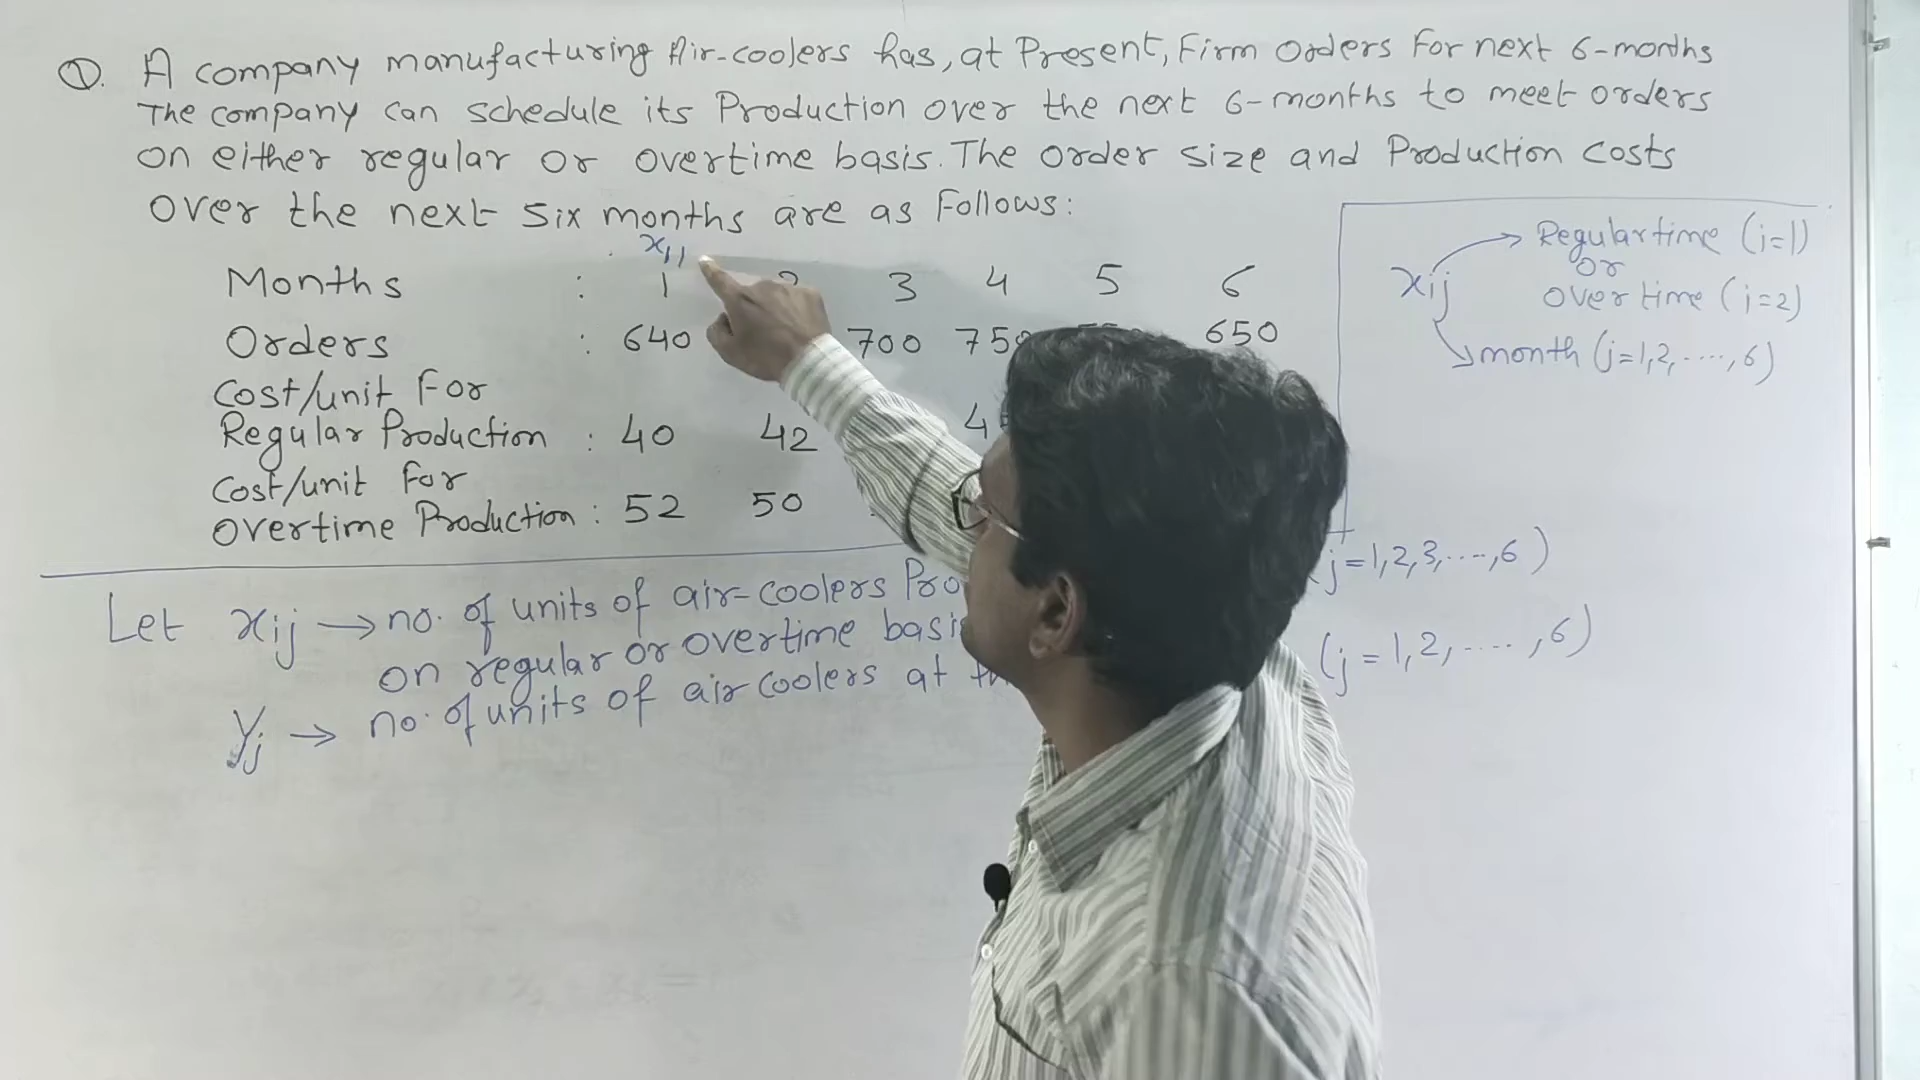 Q. A company manufacturing Air-coolers has, at Present, Firm Orders For next 6-months
The company can schedule its Production over the next 6-months to meet orders
on either regular or overtime basis. The order size and Production costs
over the next six months are as Follows:
x11
Months : 1 3 4 5 6
Orders : 640 700 750 650
Cost/unit For
Regular Production : 40 42
Cost/unit For
Overtime Production : 52 50
xij
Regular time (i=1)
or
over time (i=2)
month (j=1,2,....,6)
Let xij → no. of units of air-coolers
on regular or overtime (j=1,2,3,....,6)
Yj → no. of units of air coolers at (j=1,2,....,6)